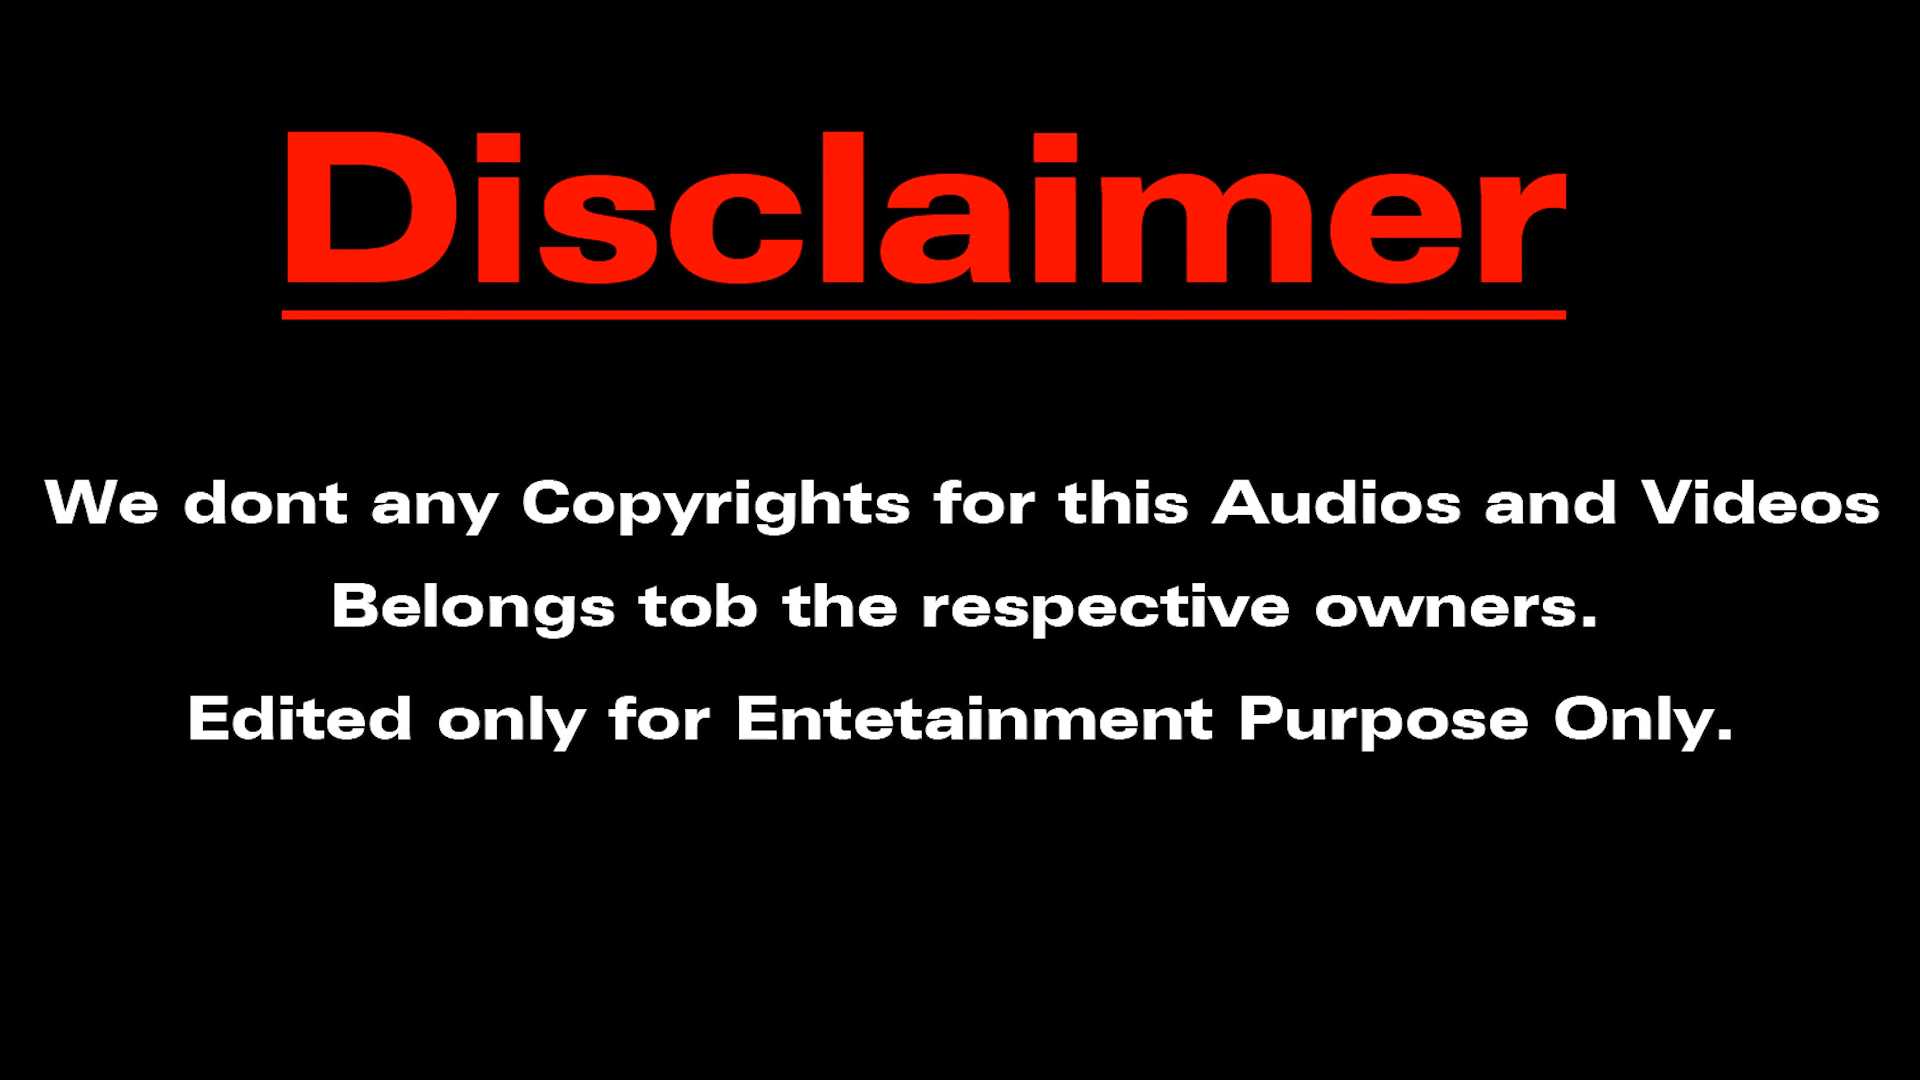 Disclaimer
We dont any Copyrights for this Audios and Videos
Belongs tob the respective owners.
Edited only for Entetainment Purpose Only.